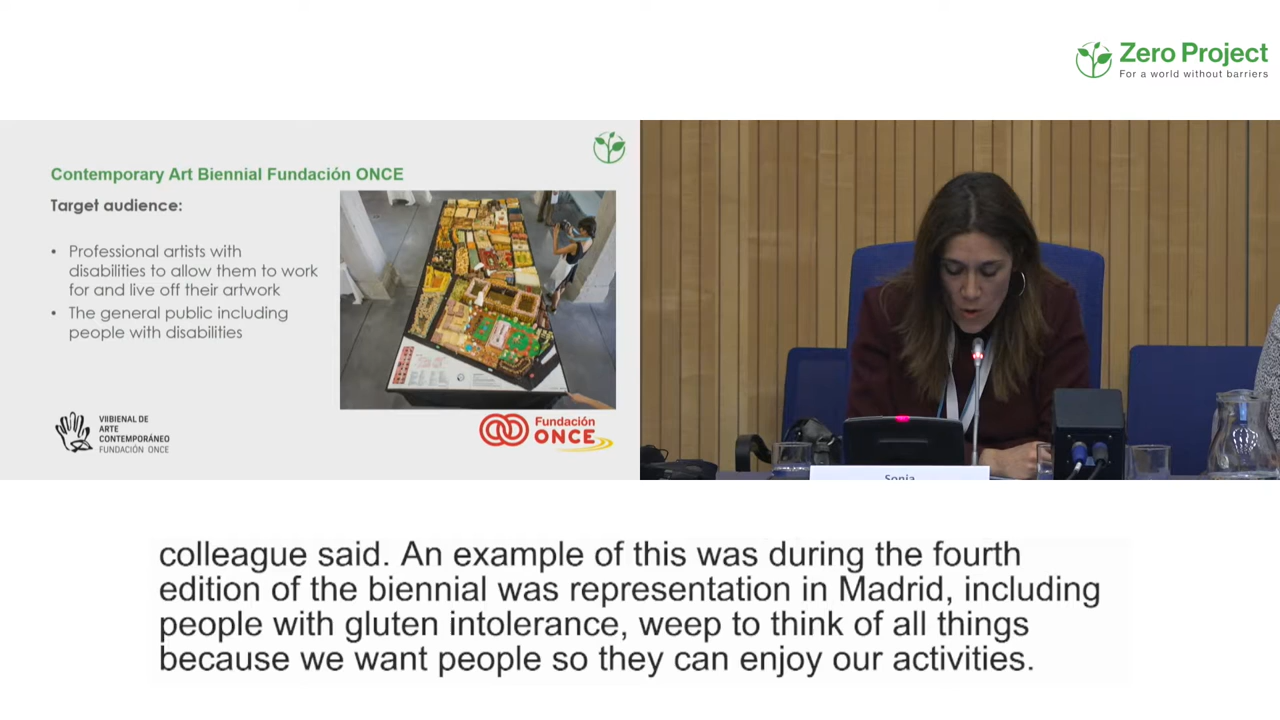 Zero Project
For a world without barriers
Contemporary Art Biennial Fundación ONCE
Target audience:
• Professional artists with
disabilities to allow them to work
for and live off their artwork
• The general public including
people with disabilities
VIIBIENAL DE
ARTE
CONTEMPORÁNEO
FUNDACIÓN ONCE
Fundación
ONCE
Sonia
colleague said. An example of this was during the fourth
edition of the biennial was representation in Madrid, including
people with gluten intolerance, weep to think of all things
because we want people so they can enjoy our activities.